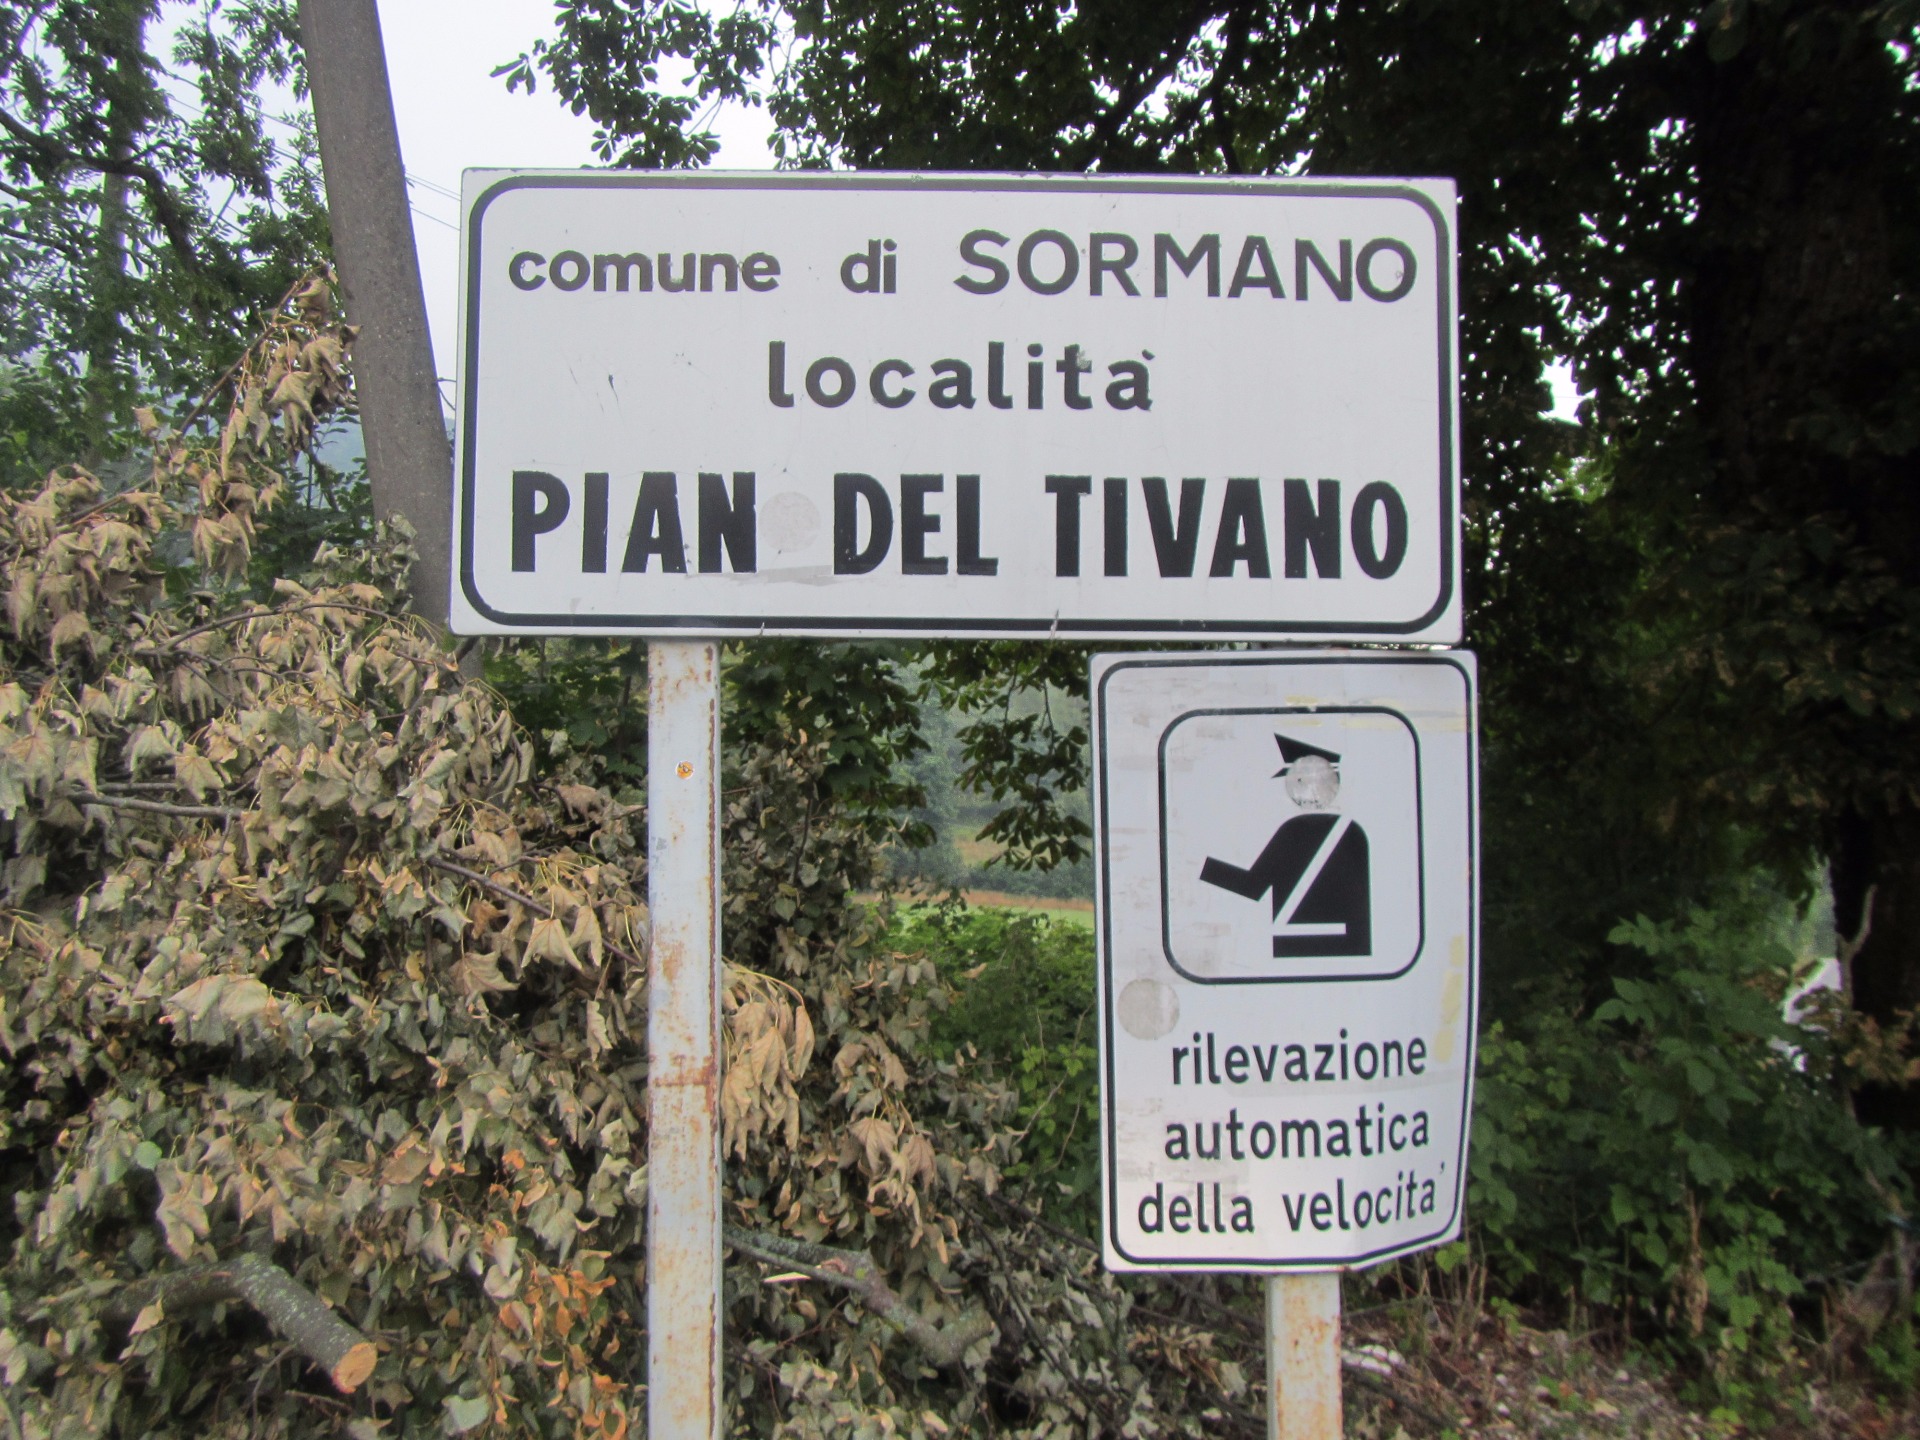 comune di SORMANO
località
PIAN DEL TIVANO
rilevazione
automatica
della velocita'